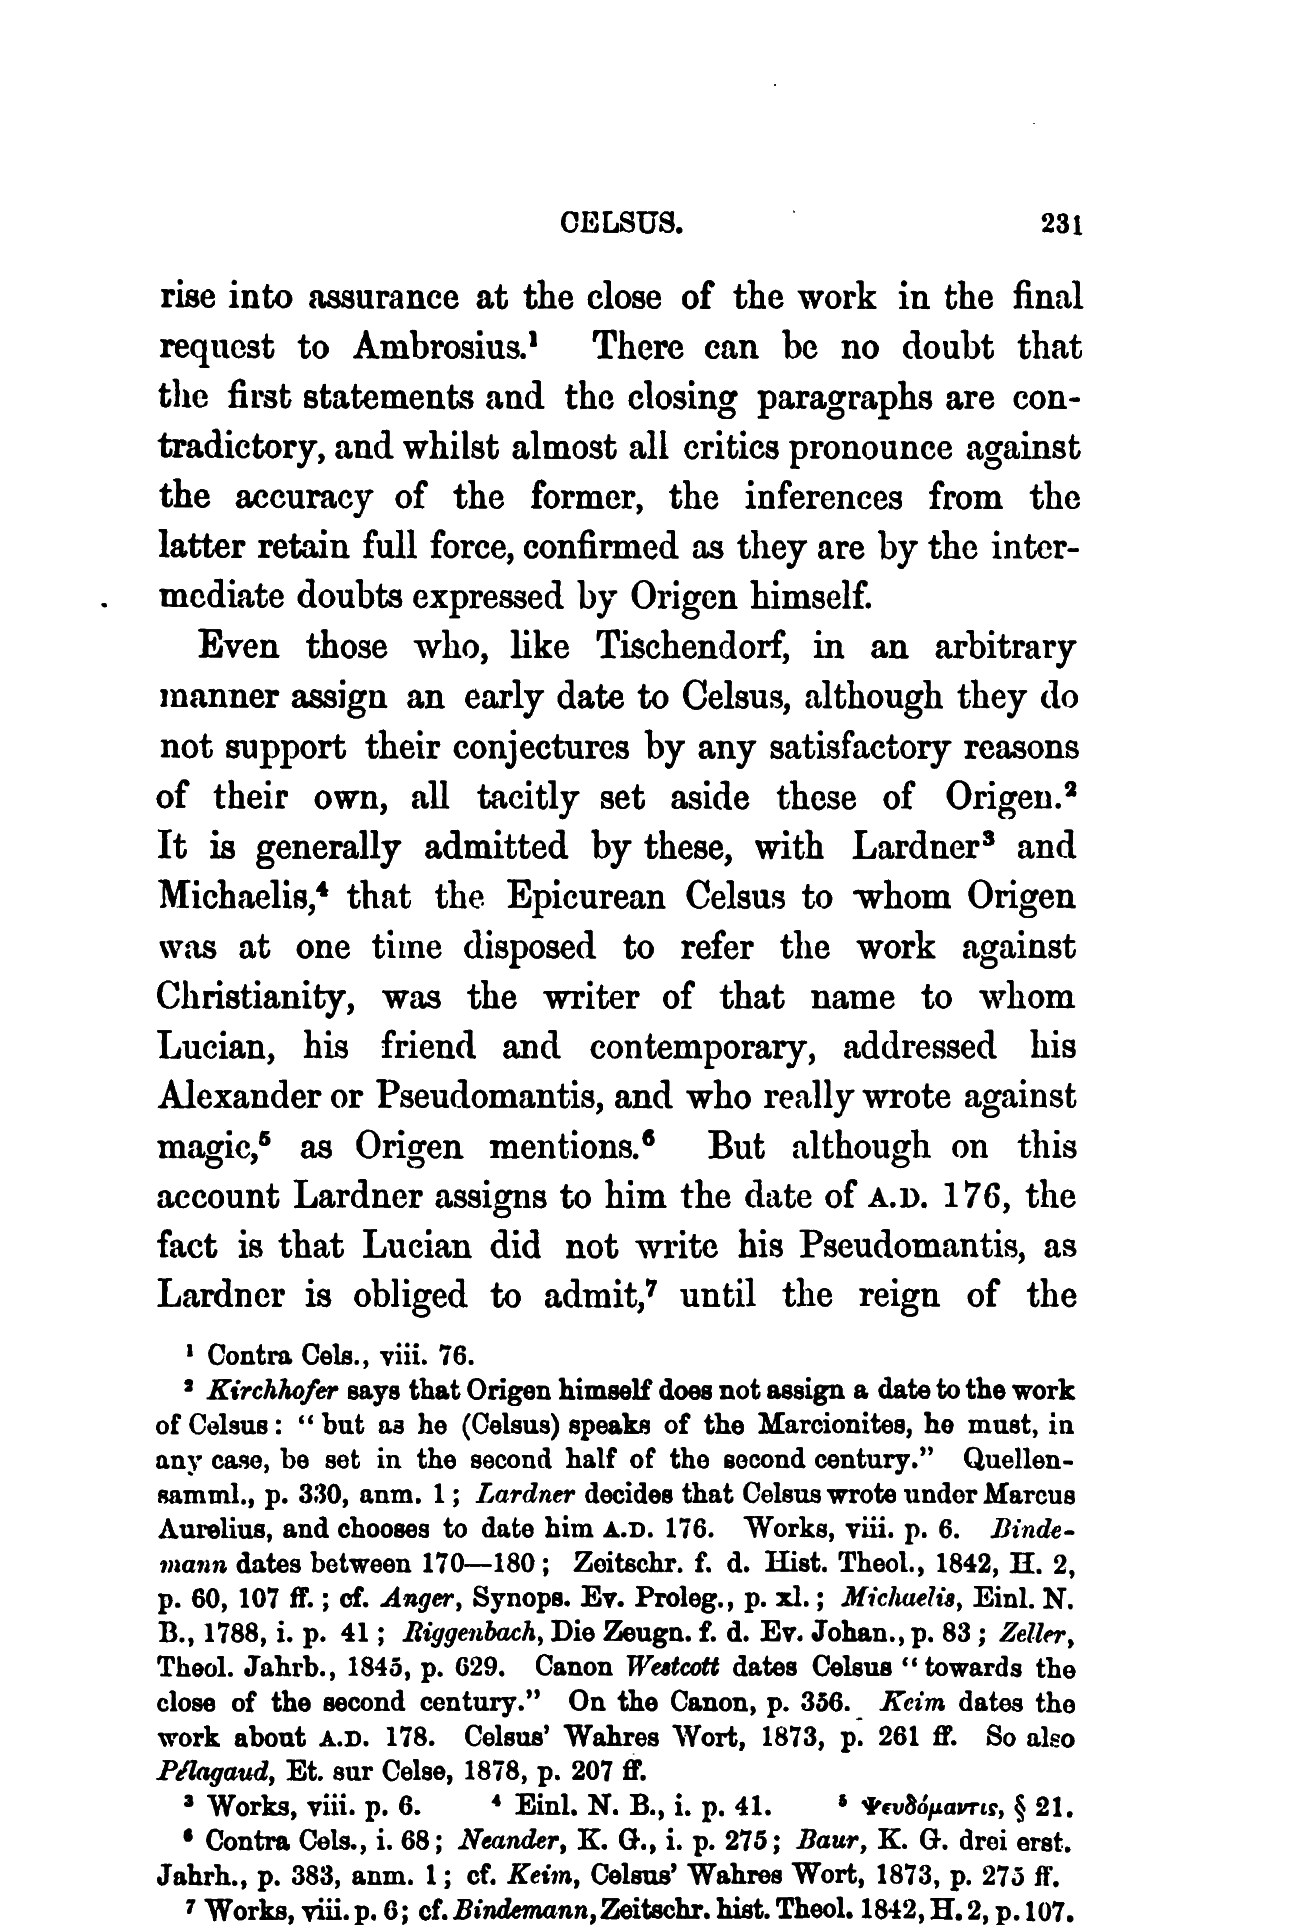 CELSUS. 231
rise into assurance at the close of the work in the final
request to Ambrosius.¹ There can be no doubt that
the first statements and the closing paragraphs are con-
tradictory, and whilst almost all critics pronounce against
the accuracy of the former, the inferences from the
latter retain full force, confirmed as they are by the inter-
mediate doubts expressed by Origen himself.
Even those who, like Tischendorf, in an arbitrary
manner assign an early date to Celsus, although they do
not support their conjectures by any satisfactory reasons
of their own, all tacitly set aside these of Origen.²
It is generally admitted by these, with Lardner³ and
Michaelis,⁴ that the Epicurean Celsus to whom Origen
was at one time disposed to refer the work against
Christianity, was the writer of that name to whom
Lucian, his friend and contemporary, addressed his
Alexander or Pseudomantis, and who really wrote against
magic,⁵ as Origen mentions.⁶ But although on this
account Lardner assigns to him the date of A.D. 176, the
fact is that Lucian did not write his Pseudomantis, as
Lardner is obliged to admit,⁷ until the reign of the
¹ Contra Cels., viii. 76.
² Kirchhofer says that Origen himself does not assign a date to the work
of Celsus: "but as he (Celsus) speaks of the Marcionites, he must, in
any case, be set in the second half of the second century." Quellen-
samml., p. 330, anm. 1; Lardner decides that Celsus wrote under Marcus
Aurelius, and chooses to date him A.D. 176. Works, viii. p. 6. Binde-
mann dates between 170—180; Zeitschr. f. d. Hist. Theol., 1842, H. 2,
p. 60, 107 ff.; cf. Anger, Synops. Ev. Proleg., p. xl.; Michaelis, Einl. N.
B., 1788, i. p. 41; Riggenbach, Die Zeugn. f. d. Ev. Johan., p. 83; Zeller,
Theol. Jahrb., 1845, p. 629. Canon Westcott dates Celsus "towards the
close of the second century." On the Canon, p. 356. Keim dates the
work about A.D. 178. Celsus' Wahres Wort, 1873, p. 261 ff. So also
Pélagaud, Et. sur Celse, 1878, p. 207 ff.
³ Works, viii. p. 6. ⁴ Einl. N. B., i. p. 41. ⁵ Ψευδόμαντις, § 21.
⁶ Contra Cels., i. 68; Neander, K. G., i. p. 275; Baur, K. G. drei erst.
Jahrh., p. 383, anm. 1; cf. Keim, Celsus' Wahres Wort, 1873, p. 275 ff.
⁷ Works, viii. p. 6; cf. Bindemann, Zeitschr. hist. Theol. 1842, H. 2, p. 107.